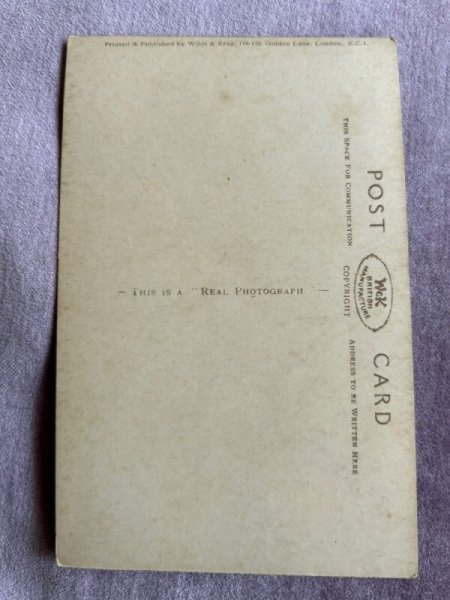 Printed & Published by Wildt & Kray, 116-120 Golden Lane, London, E.C.1.
POST CARD
THIS SPACE FOR COMMUNICATION
ADDRESS TO BE WRITTEN HERE
W&K
BRITISH
MANUFACTURE
COPYRIGHT
— THIS IS A "REAL PHOTOGRAPH. —